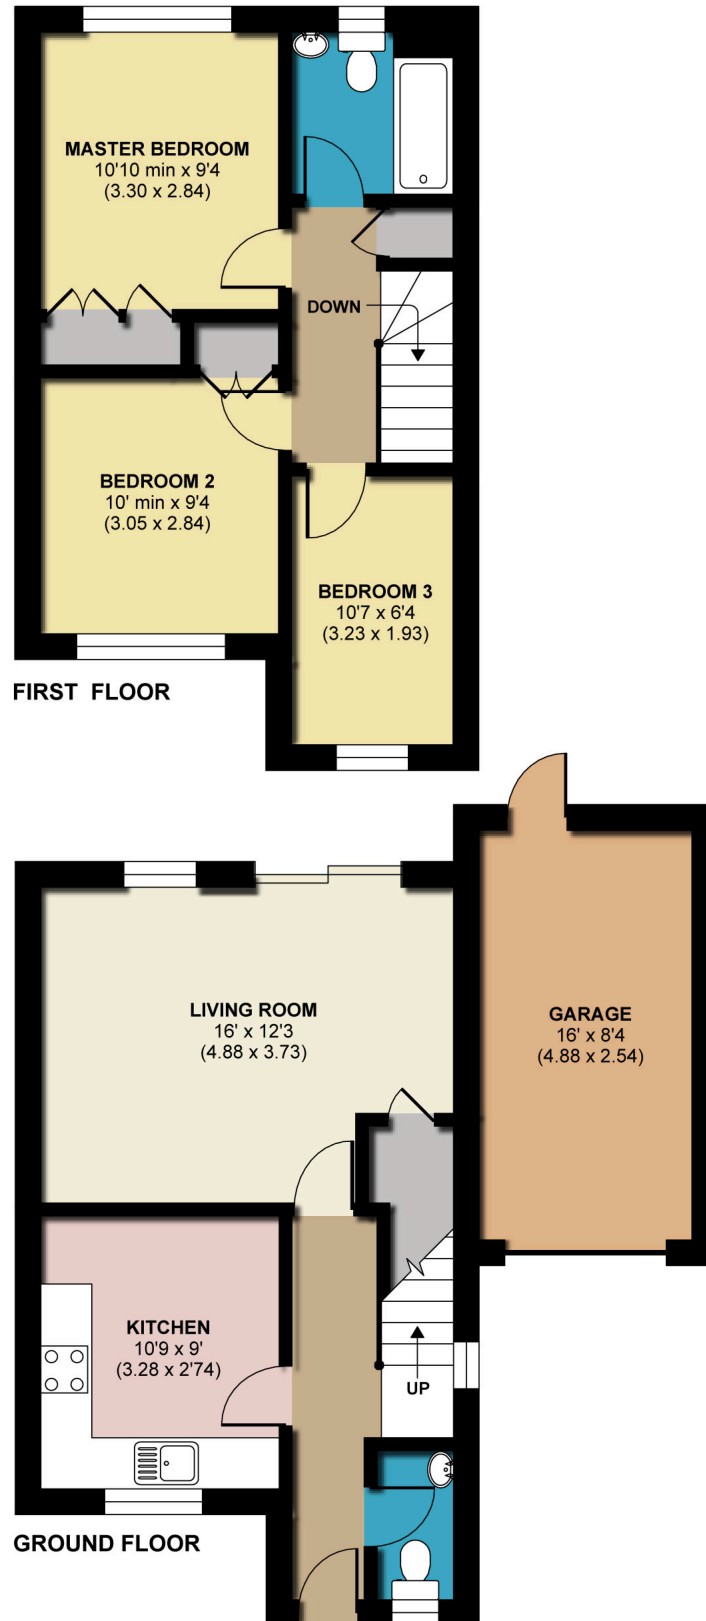 MASTER BEDROOM
10'10 min x 9'4
(3.30 x 2.84)
DOWN
BEDROOM 2
10' min x 9'4
(3.05 x 2.84)
BEDROOM 3
10'7 x 6'4
(3.23 x 1.93)
FIRST FLOOR
LIVING ROOM
16' x 12'3
(4.88 x 3.73)
GARAGE
16' x 8'4
(4.88 x 2.54)
KITCHEN
10'9 x 9'
(3.28 x 2'74)
UP
GROUND FLOOR